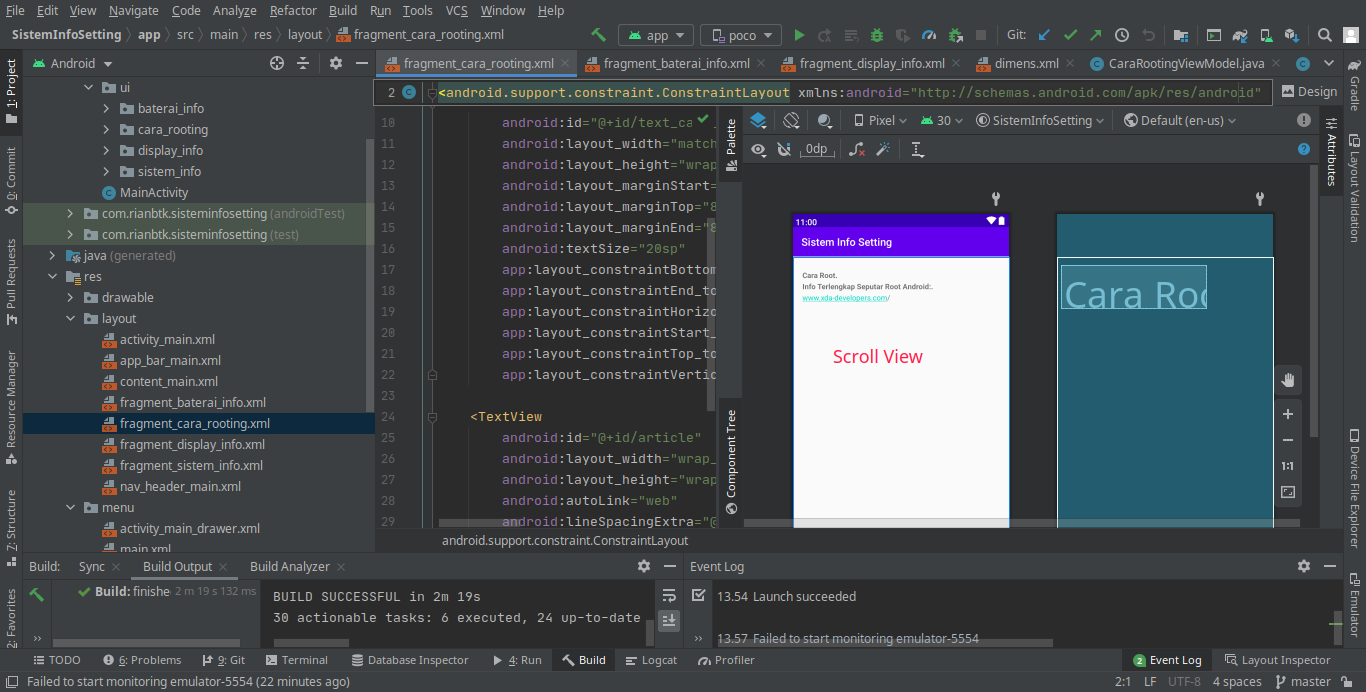 File Edit View Navigate Code Analyze Refactor Build Run Tools VCS Window Help
SistemInfoSetting app src main res layout fragment_cara_rooting.xml app poco Git:
1: Project
0: Commit
Pull Requests
Resource Manager
7: Structure
2: Favorites
Android
ui
baterai_info
cara_rooting
display_info
sistem_info
MainActivity
com.rianbtk.sisteminfosetting (androidTest)
com.rianbtk.sisteminfosetting (test)
java (generated)
res
drawable
layout
activity_main.xml
app_bar_main.xml
content_main.xml
fragment_baterai_info.xml
fragment_cara_rooting.xml
fragment_display_info.xml
fragment_sistem_info.xml
nav_header_main.xml
menu
activity_main_drawer.xml
main.xml
fragment_cara_rooting.xml fragment_baterai_info.xml fragment_display_info.xml dimens.xml CaraRootingViewModel.java
2 <android.support.constraint.ConstraintLayout xmlns:android="http://schemas.android.com/apk/res/android"
Design
10 android:id="@+id/text_ca
11 android:layout_width="match
12 android:layout_height="wrap
13 android:layout_marginStart=
14 android:layout_marginTop="8
15 android:layout_marginEnd="8
16 android:textSize="20sp"
17 app:layout_constraintBottom
18 app:layout_constraintEnd_to
19 app:layout_constraintHorizo
20 app:layout_constraintStart_
21 app:layout_constraintTop_to
22 app:layout_constraintVertic
23
24 <TextView
25 android:id="@+id/article"
26 android:layout_width="wrap_
27 android:layout_height="wrap
28 android:autoLink="web"
29 android:lineSpacingExtra="@
android.support.constraint.ConstraintLayout
Palette
Component Tree
Pixel 30 SistemInfoSetting Default (en-us)
0dp
11:00
Sistem Info Setting
Cara Root.
Info Terlengkap Seputar Root Android:.
www.xda-developers.com/
Scroll View
Cara Roo
1:1
Attributes
Gradle
Layout Validation
Device File Explorer
Emulator
Build: Sync Build Output Build Analyzer
Build: finishe 2 m 19 s 132 ms
BUILD SUCCESSFUL in 2m 19s
30 actionable tasks: 6 executed, 24 up-to-date
Event Log
13.54 Launch succeeded
13.57 Failed to start monitoring emulator-5554
TODO 6: Problems 9: Git Terminal Database Inspector 4: Run Build Logcat Profiler 2 Event Log Layout Inspector
Failed to start monitoring emulator-5554 (22 minutes ago) 2:1 LF UTF-8 4 spaces master